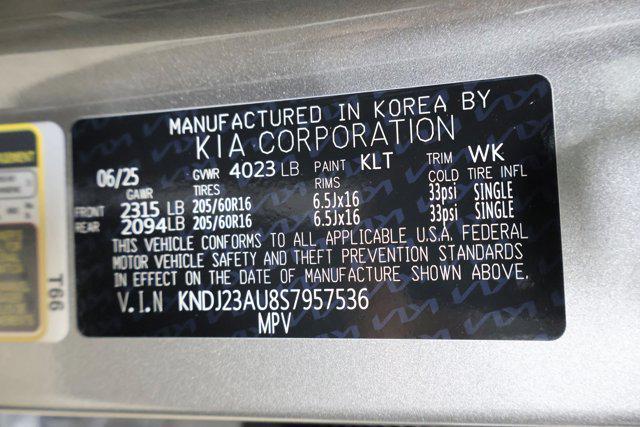 MANUFACTURED IN KOREA BY
KIA CORPORATION
06/25 GVWR 4023 LB PAINT KLT TRIM WK
GAWR TIRES RIMS COLD TIRE INFL
FRONT 2315 LB 205/60R16 6.5Jx16 33psi SINGLE
REAR 2094 LB 205/60R16 6.5Jx16 33psi SINGLE
THIS VEHICLE CONFORMS TO ALL APPLICABLE U.S.A. FEDERAL
MOTOR VEHICLE SAFETY AND THEFT PREVENTION STANDARDS
IN EFFECT ON THE DATE OF MANUFACTURE SHOWN ABOVE.
V.I.N KNDJ23AU8S7957536
MPV
T66